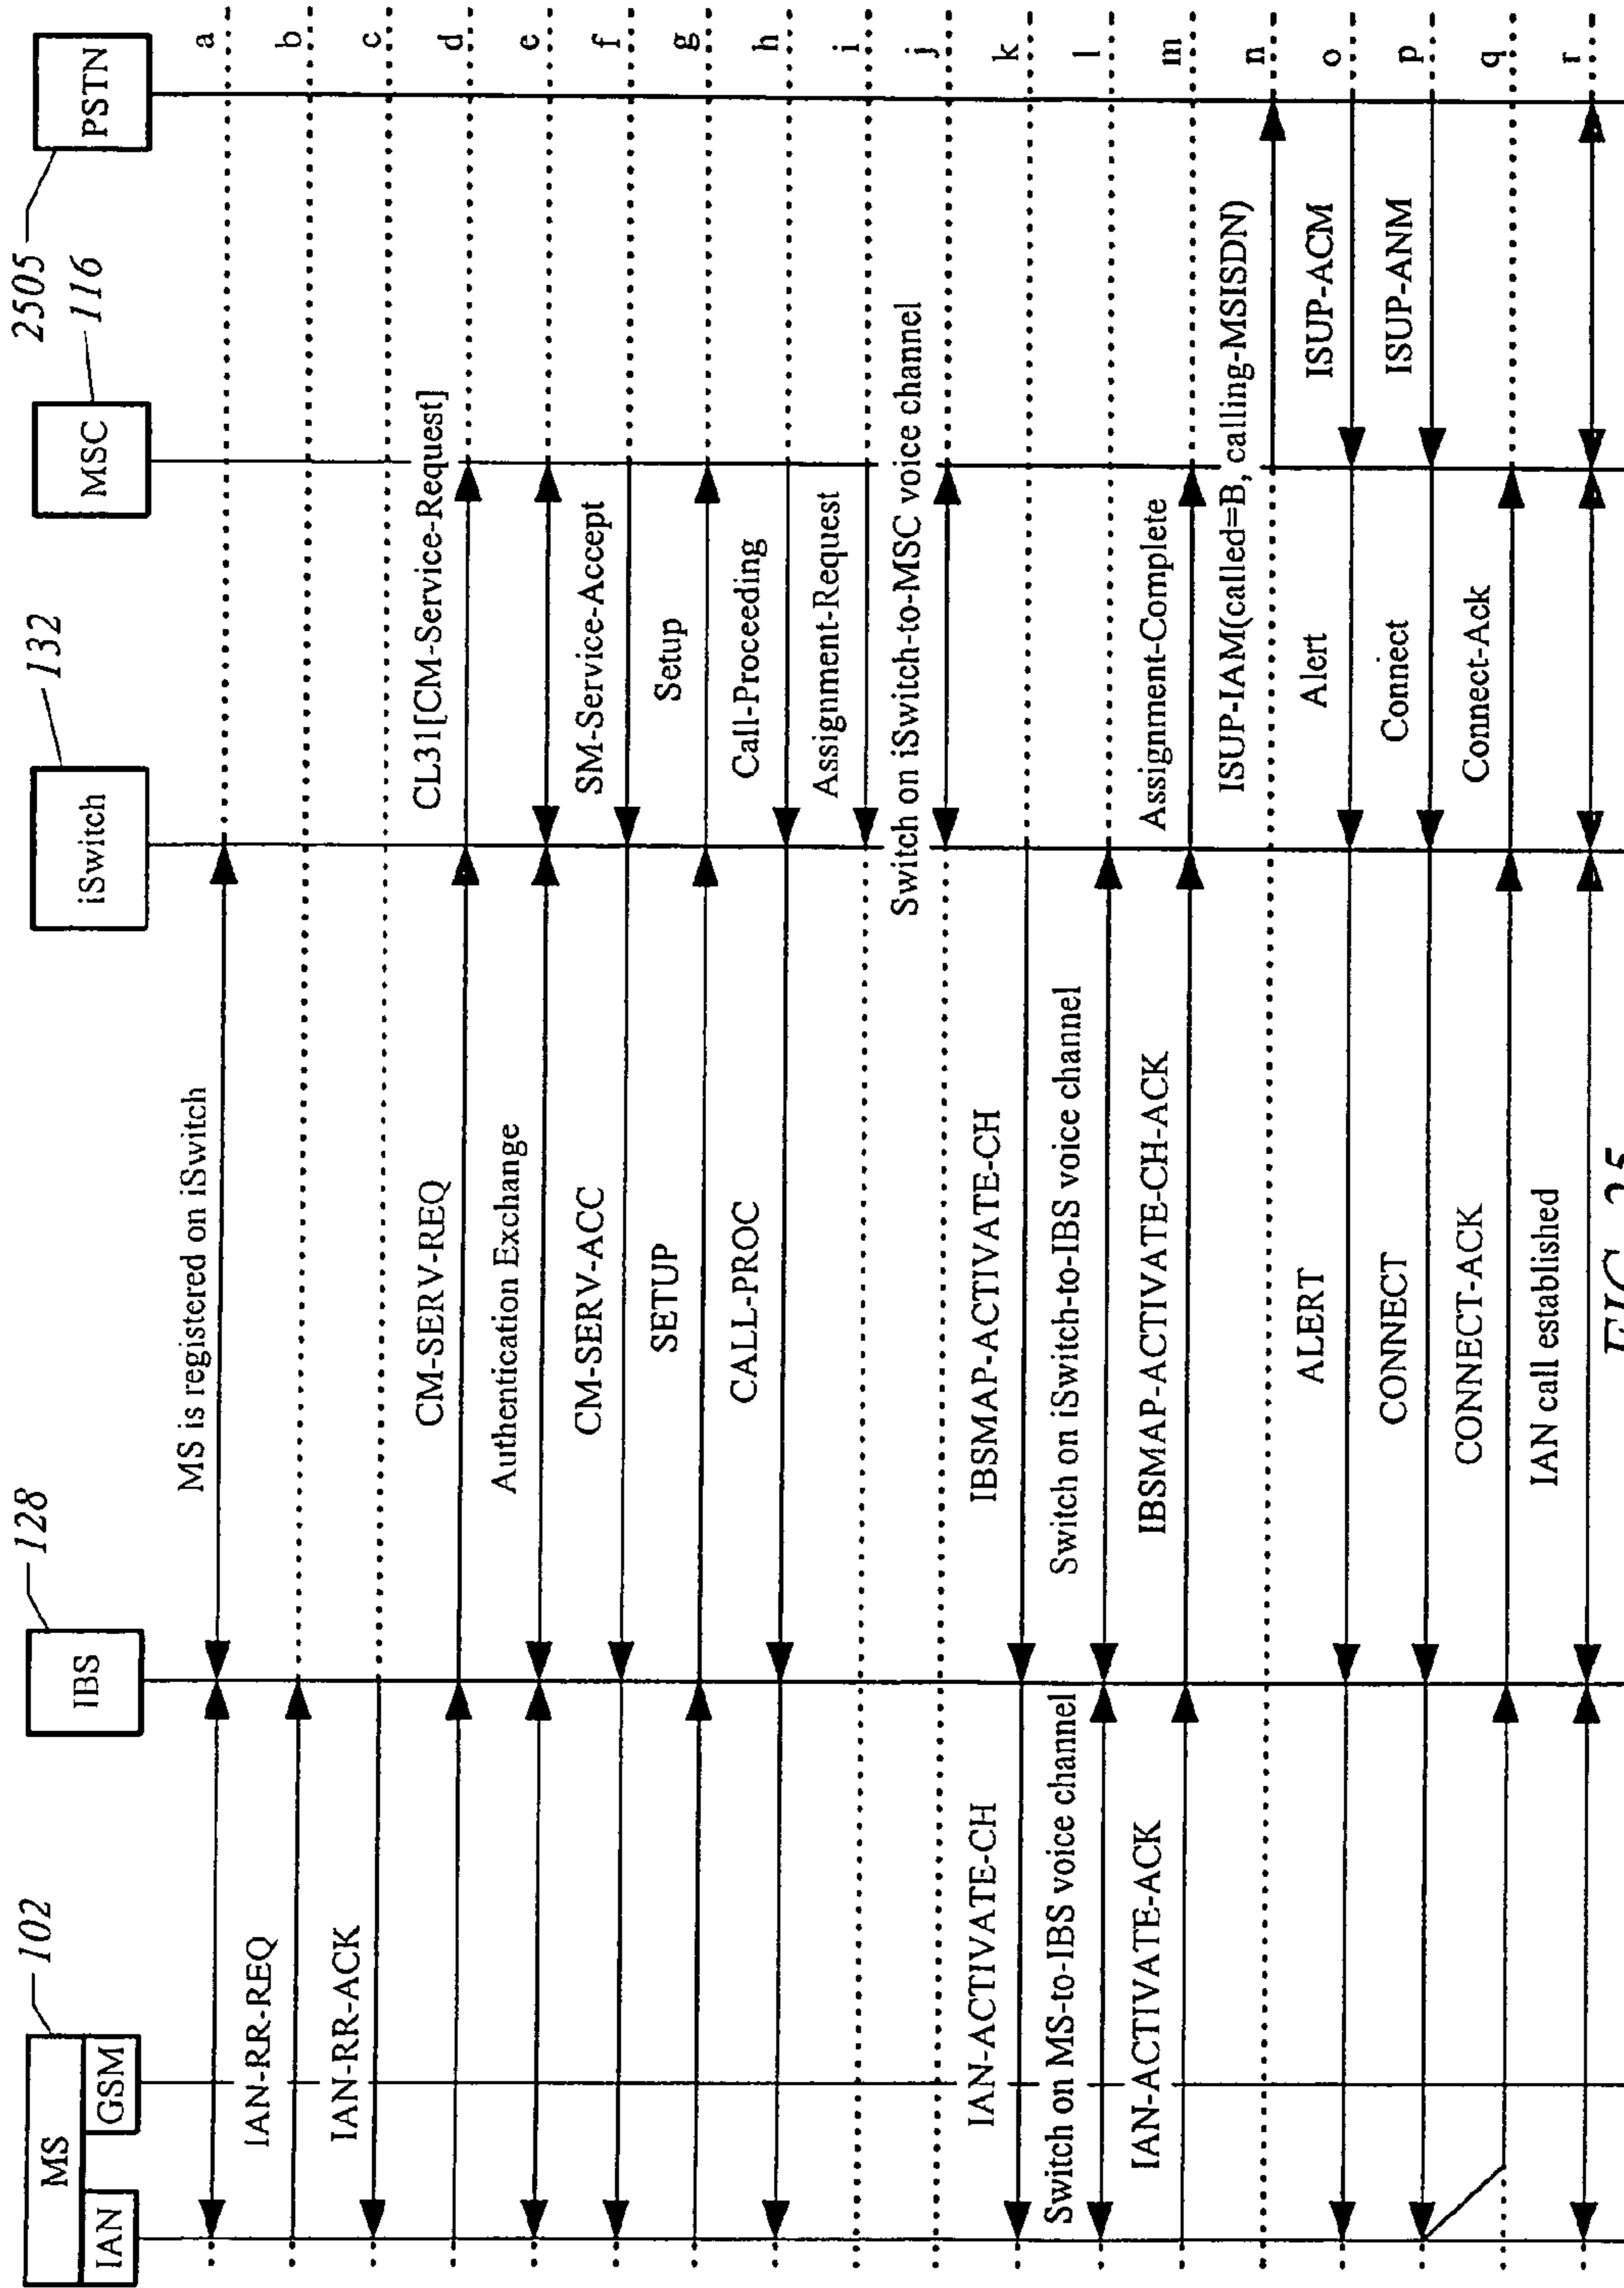 MS
102
IAN
GSM
IBS
128
iSwitch
132
MSC
116
PSTN
2505
a
MS is registered on iSwitch
b
IAN-RR-REQ
c
IAN-RR-ACK
d
CM-SERV-REQ
CL31[CM-Service-Request]
e
Authentication Exchange
f
CM-SERV-ACC
SM-Service-Accept
g
SETUP
Setup
h
CALL-PROC
Call-Proceeding
i
Assignment-Request
j
Switch on iSwitch-to-MSC voice channel
k
IAN-ACTIVATE-CH
IBSMAP-ACTIVATE-CH
l
Switch on MS-to-IBS voice channel
Switch on iSwitch-to-IBS voice channel
m
IAN-ACTIVATE-ACK
IBSMAP-ACTIVATE-CH-ACK
Assignment-Complete
n
ISUP-IAM(called=B, calling-MSISDN)
o
ALERT
Alert
ISUP-ACM
p
CONNECT
Connect
ISUP-ANM
q
CONNECT-ACK
Connect-Ack
r
IAN call established
FIG. 25